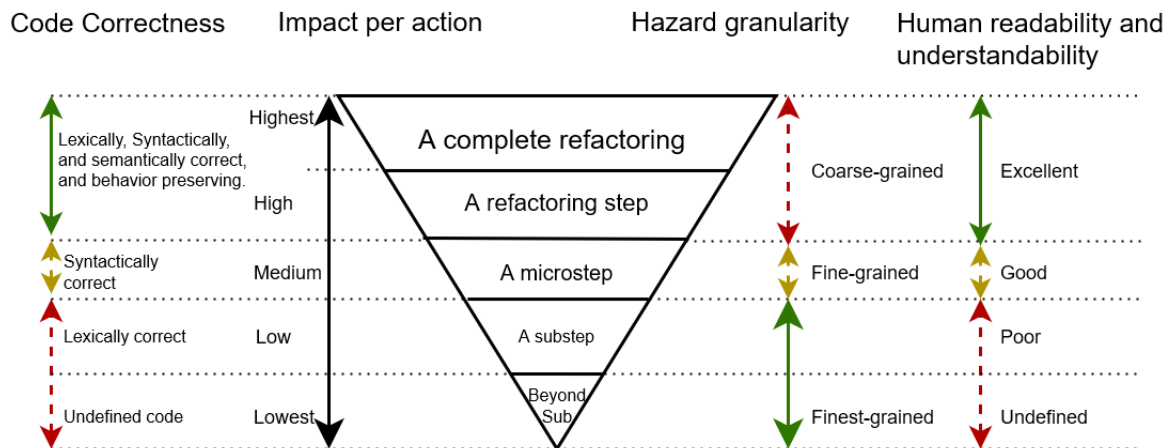 Code Correctness
Impact per action
Hazard granularity
Human readability and
understandability
Highest
Lexically, Syntactically,
and semantically correct,
and behavior preserving.
A complete refactoring
Coarse-grained
Excellent
High
A refactoring step
Syntactically
correct
Medium
A microstep
Fine-grained
Good
Lexically correct
Low
A substep
Poor
Undefined code
Lowest
Beyond
Sub
Finest-grained
Undefined